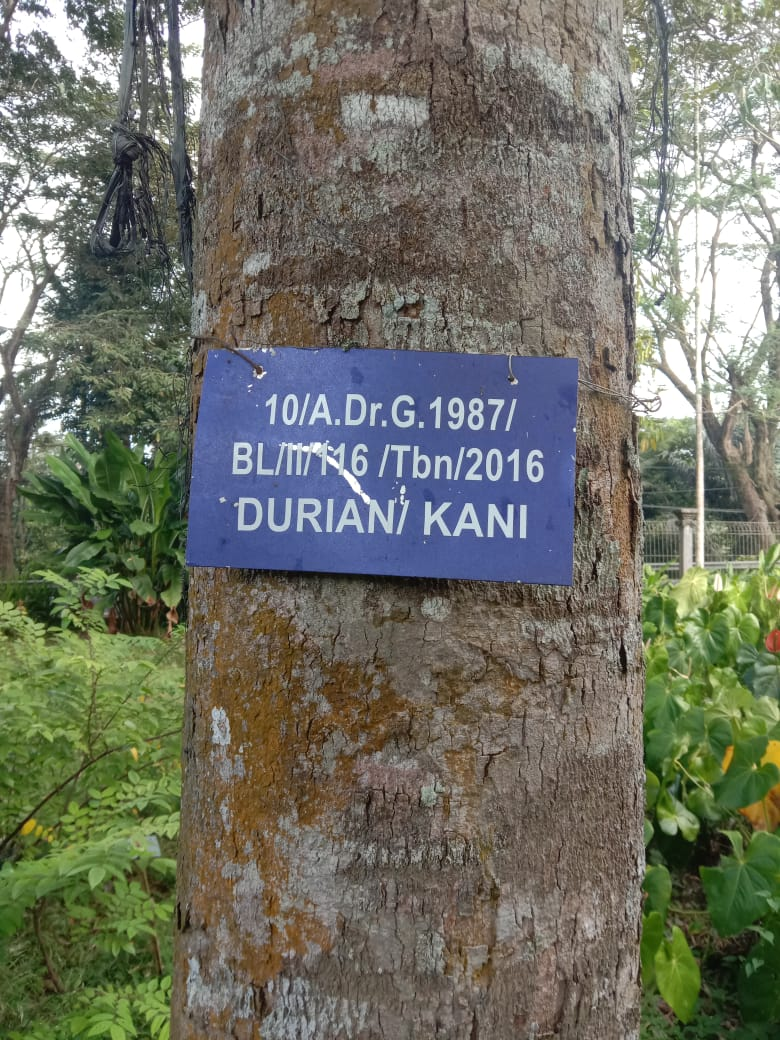 10/A.Dr.G.1987/
BL/II/116 /Tbn/2016
DURIAN/ KANI